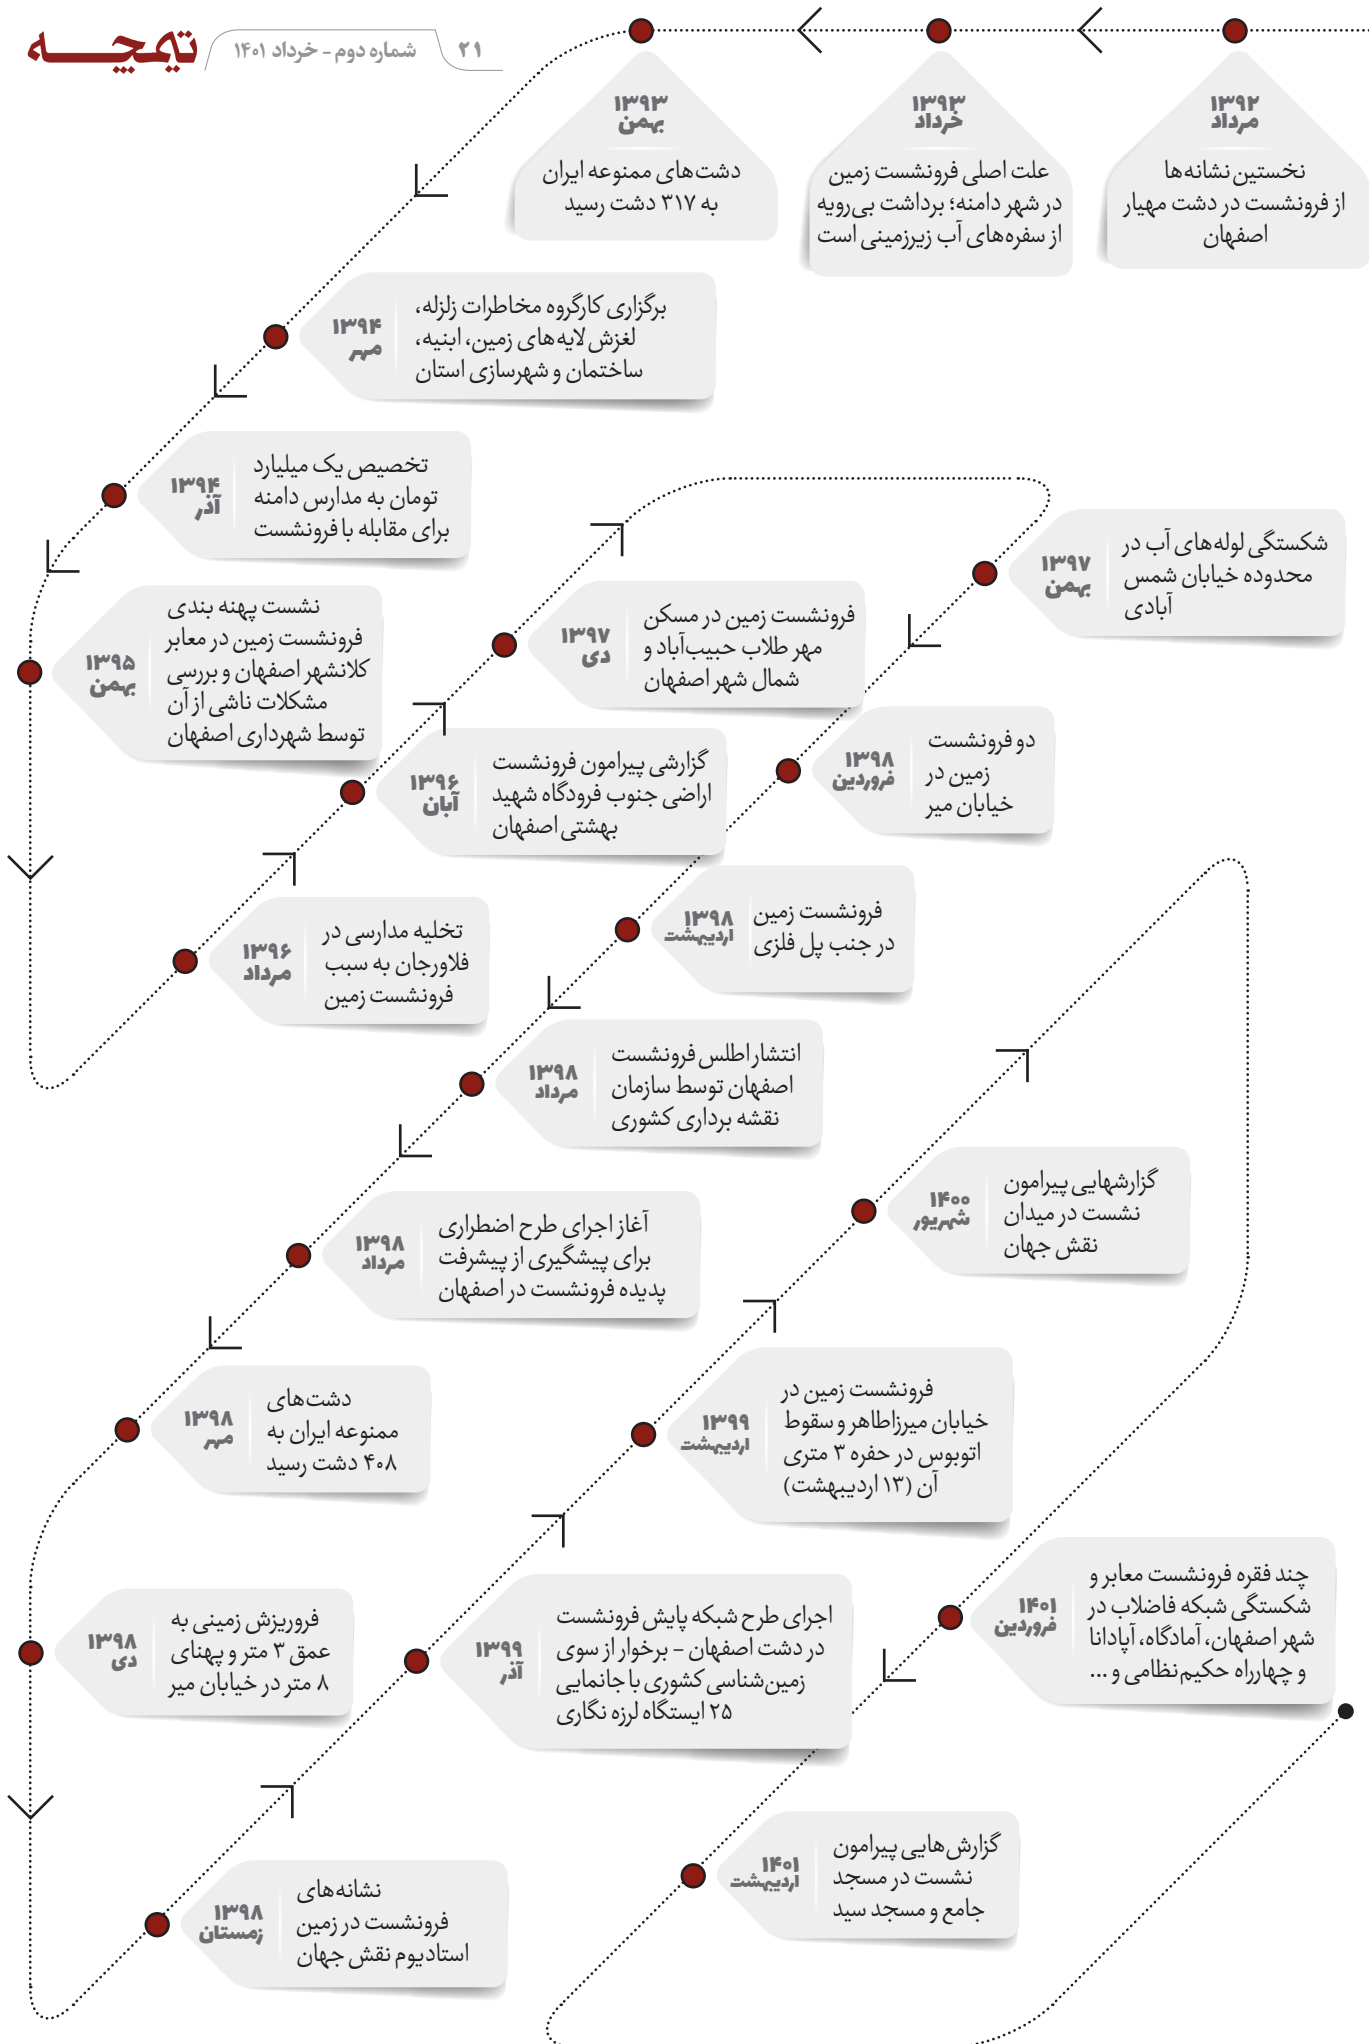 تیمچه
شماره دوم - خرداد ۱۴۰۱
۲۱
۱۳۹۲
مرداد
نخستین نشانه‌ها
از فرونشست در دشت مهیار
اصفهان
۱۳۹۳
خرداد
علت اصلی فرونشست زمین
در شهر دامنه؛ برداشت بی‌رویه
از سفره‌های آب زیرزمینی است
۱۳۹۳
بهمن
دشت‌های ممنوعه ایران
به ۳۱۷ دشت رسید
۱۳۹۴
مهر
برگزاری کارگروه مخاطرات زلزله،
لغزش لایه‌های زمین، ابنیه،
ساختمان و شهرسازی استان
۱۳۹۴
آذر
تخصیص یک میلیارد
تومان به مدارس دامنه
برای مقابله با فرونشست
۱۳۹۵
بهمن
نشست پهنه بندی
فرونشست زمین در معابر
کلانشهر اصفهان و بررسی
مشکلات ناشی از آن
توسط شهرداری اصفهان
۱۳۹۶
مرداد
تخلیه مدارسی در
فلاورجان به سبب
فرونشست زمین
۱۳۹۶
آبان
گزارشی پیرامون فرونشست
اراضی جنوب فرودگاه شهید
بهشتی اصفهان
۱۳۹۷
دی
فرونشست زمین در مسکن
مهر طلاب حبیب‌آباد و
شمال شهر اصفهان
۱۳۹۷
بهمن
شکستگی لوله‌های آب در
محدوده خیابان شمس
آبادی
۱۳۹۸
فروردین
دو فرونشست
زمین در
خیابان میر
۱۳۹۸
اردیبهشت
فرونشست زمین
در جنب پل فلزی
۱۳۹۸
مرداد
انتشار اطلس فرونشست
اصفهان توسط سازمان
نقشه برداری کشوری
۱۳۹۸
مرداد
آغاز اجرای طرح اضطراری
برای پیشگیری از پیشرفت
پدیده فرونشست در اصفهان
۱۳۹۸
مهر
دشت‌های
ممنوعه ایران به
۴۰۸ دشت رسید
۱۳۹۸
دی
فروریزش زمینی به
عمق ۳ متر و پهنای
۸ متر در خیابان میر
۱۳۹۸
زمستان
نشانه‌های
فرونشست در زمین
استادیوم نقش جهان
۱۳۹۹
آذر
اجرای طرح شبکه پایش فرونشست
در دشت اصفهان - برخوار از سوی
زمین‌شناسی کشوری با جانمایی
۲۵ ایستگاه لرزه نگاری
۱۳۹۹
اردیبهشت
فرونشست زمین در
خیابان میرزاطاهر و سقوط
اتوبوس در حفره ۳ متری
آن (۱۳ اردیبهشت)
۱۴۰۰
شهریور
گزارشهایی پیرامون
نشست در میدان
نقش جهان
۱۴۰۱
فروردین
چند فقره فرونشست معابر و
شکستگی شبکه فاضلاب در
شهر اصفهان، آمادگاه، آپادانا
و چهارراه حکیم‌نظامی و ...
۱۴۰۱
اردیبهشت
گزارش‌هایی پیرامون
نشست در مسجد
جامع و مسجد سید